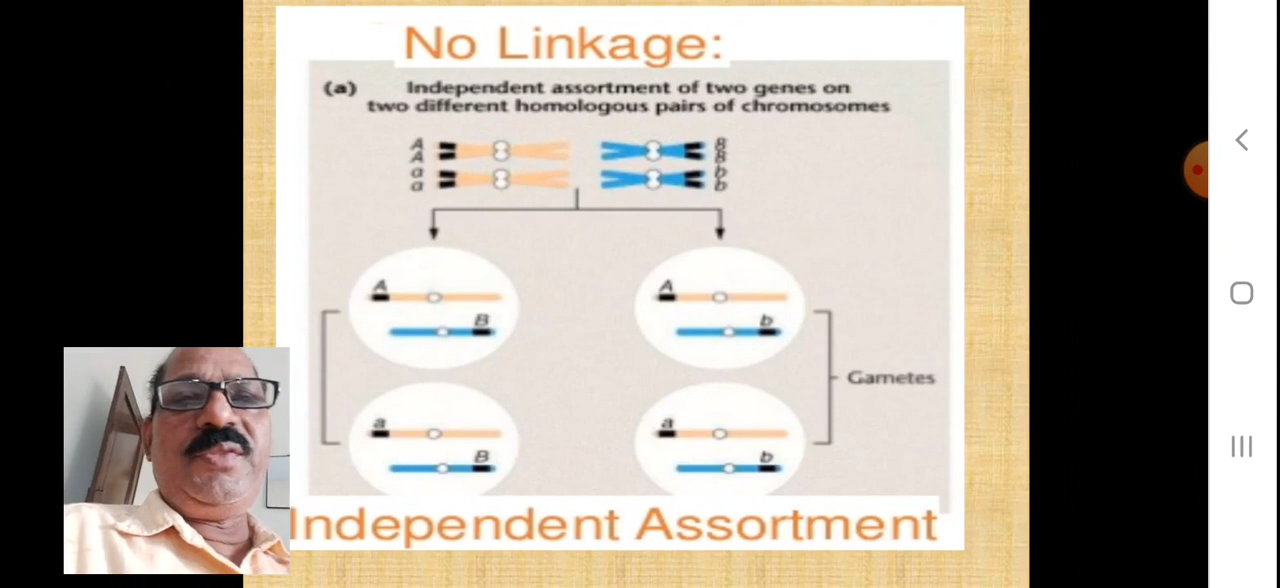 No Linkage:
(a) Independent assortment of two genes on
two different homologous pairs of chromosomes
A B
A B
a b
a b
A A
B b
Gametes
a a
B b
Independent Assortment